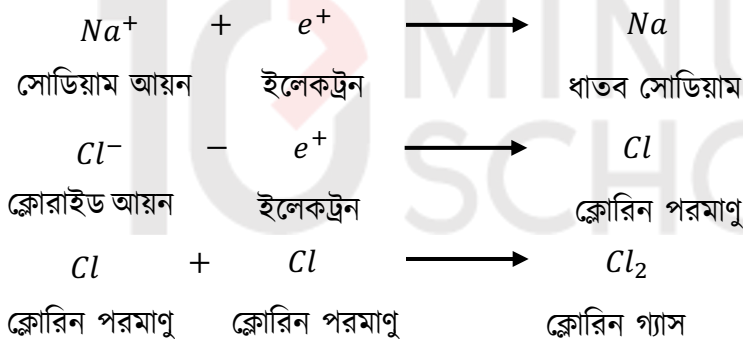 Na⁺ + e⁺ ⟶ Na
সোডিয়াম আয়ন ইলেকট্রন ধাতব সোডিয়াম
Cl⁻ − e⁺ ⟶ Cl
ক্লোরাইড আয়ন ইলেকট্রন ক্লোরিন পরমাণু
Cl + Cl ⟶ Cl₂
ক্লোরিন পরমাণু ক্লোরিন পরমাণু ক্লোরিন গ্যাস